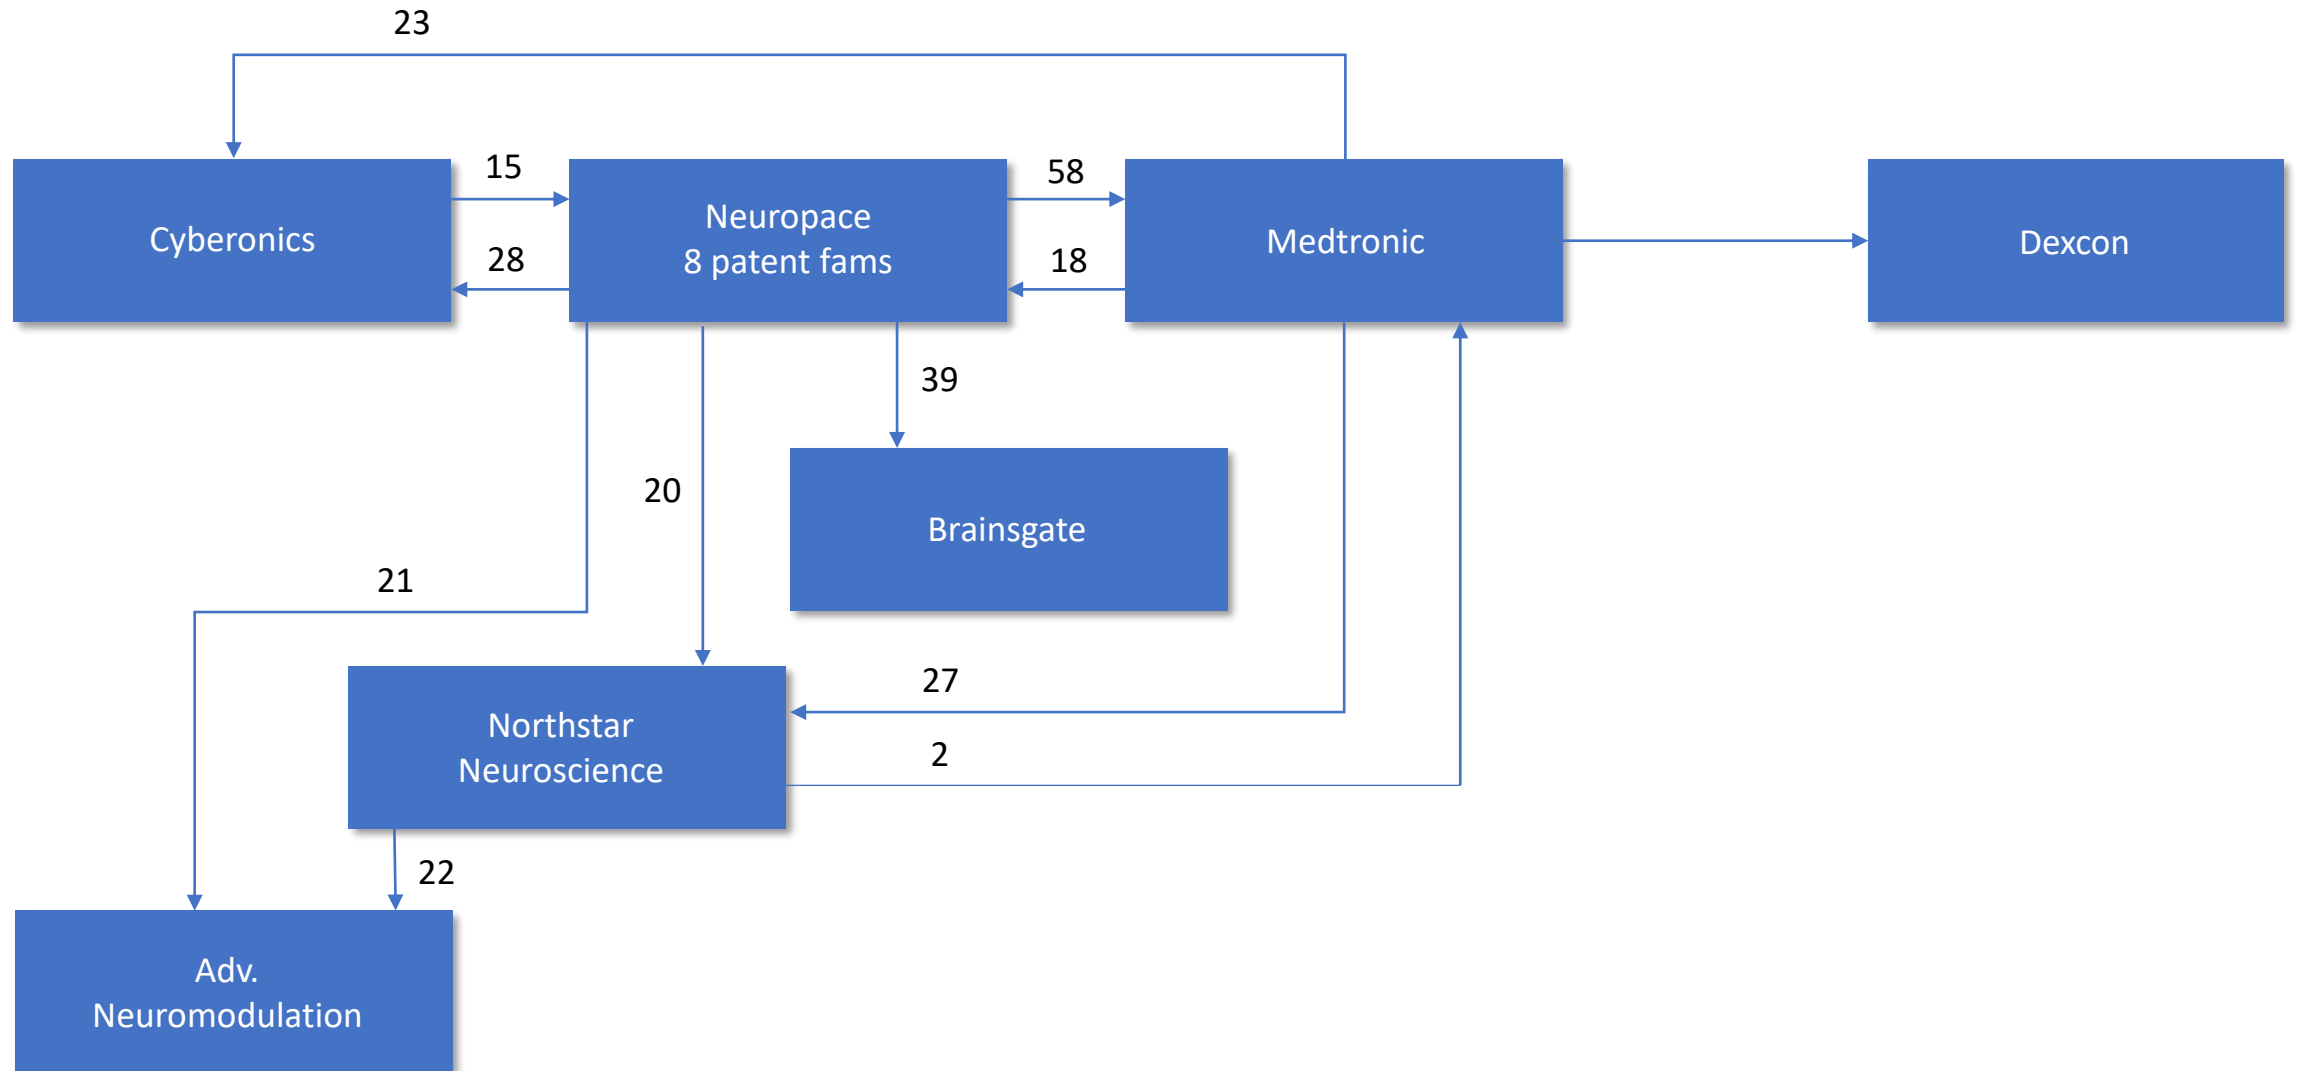 23
15
58
Cyberonics
Neuropace
8 patent fams
Medtronic
Dexcon
28
18
39
20
Brainsgate
21
27
Northstar
Neuroscience
2
22
Adv.
Neuromodulation